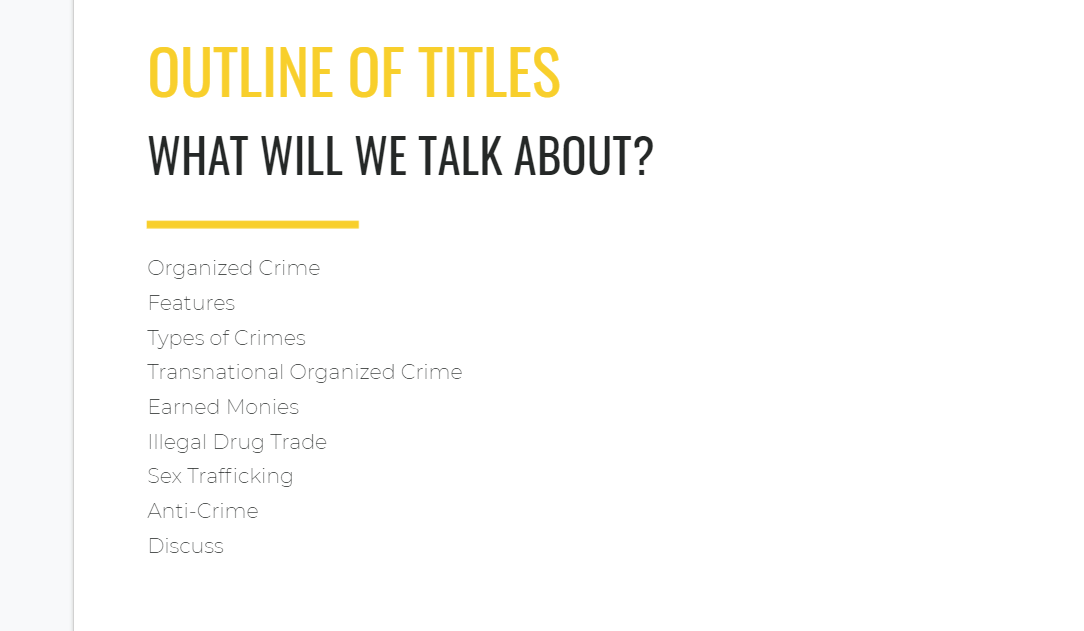 OUTLINE OF TITLES
WHAT WILL WE TALK ABOUT?
Organized Crime
Features
Types of Crimes
Transnational Organized Crime
Earned Monies
Illegal Drug Trade
Sex Trafficking
Anti-Crime
Discuss